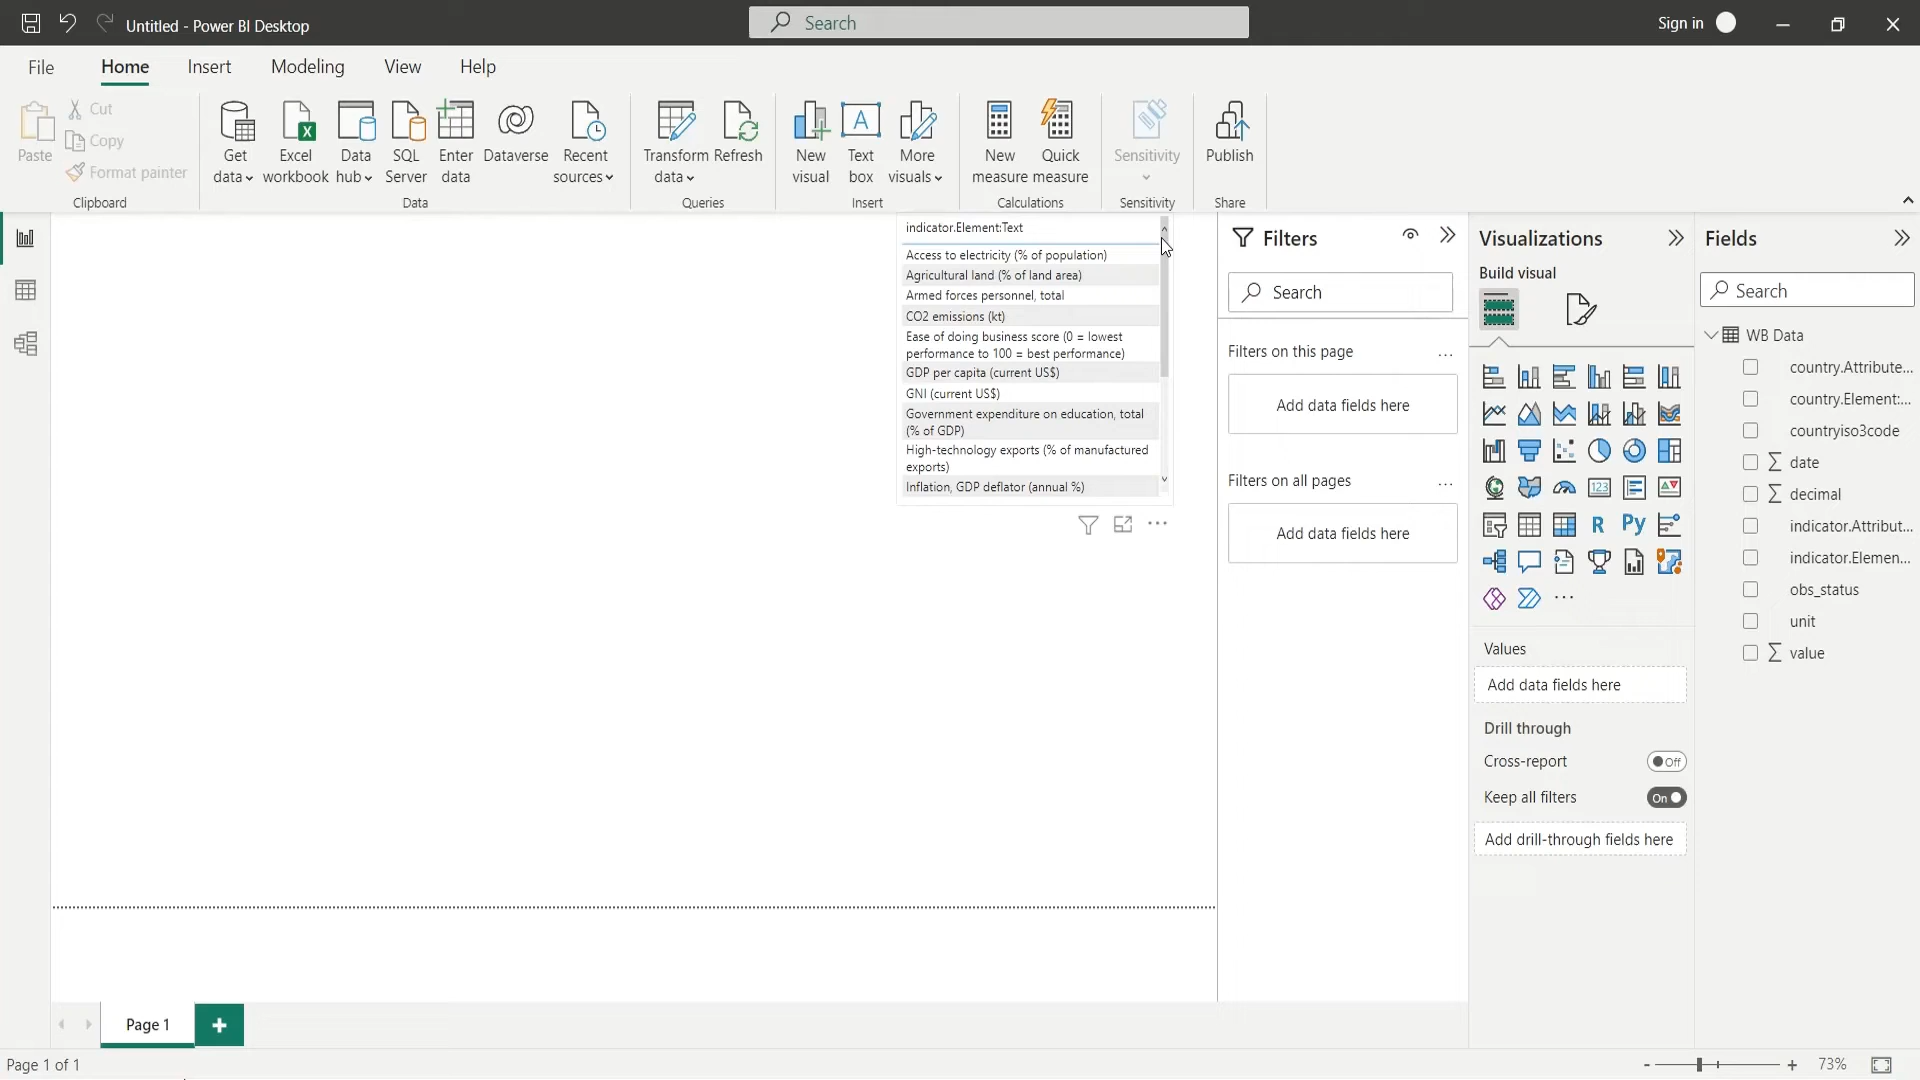 Untitled - Power BI Desktop
Search
Sign in
File
Home
Insert
Modeling
View
Help
Paste
Cut
Copy
Format painter
Clipboard
Get
data
Excel
workbook
Data
hub
SQL
Server
Enter
data
Dataverse
Recent
sources
Data
Transform
data
Refresh
Queries
New
visual
A
Text
box
More
visuals
Insert
New
measure
Quick
measure
Calculations
Sensitivity
Sensitivity
Publish
Share
indicator.Element:Text
Access to electricity (% of population)
Agricultural land (% of land area)
Armed forces personnel, total
CO2 emissions (kt)
Ease of doing business score (0 = lowest
performance to 100 = best performance)
GDP per capita (current US$)
GNI (current US$)
Government expenditure on education, total
(% of GDP)
High-technology exports (% of manufactured
exports)
Inflation, GDP deflator (annual %)
Filters
Search
Filters on this page
...
Add data fields here
Filters on all pages
...
Add data fields here
Visualizations
Build visual
123
R
Py
...
Values
Add data fields here
Drill through
Cross-report
Off
Keep all filters
On
Add drill-through fields here
Fields
Search
WB Data
country.Attribute...
country.Element:...
countryiso3code
∑ date
∑ decimal
indicator.Attribut...
indicator.Elemen...
obs_status
unit
∑ value
Page 1
+
Page 1 of 1
- + 73%